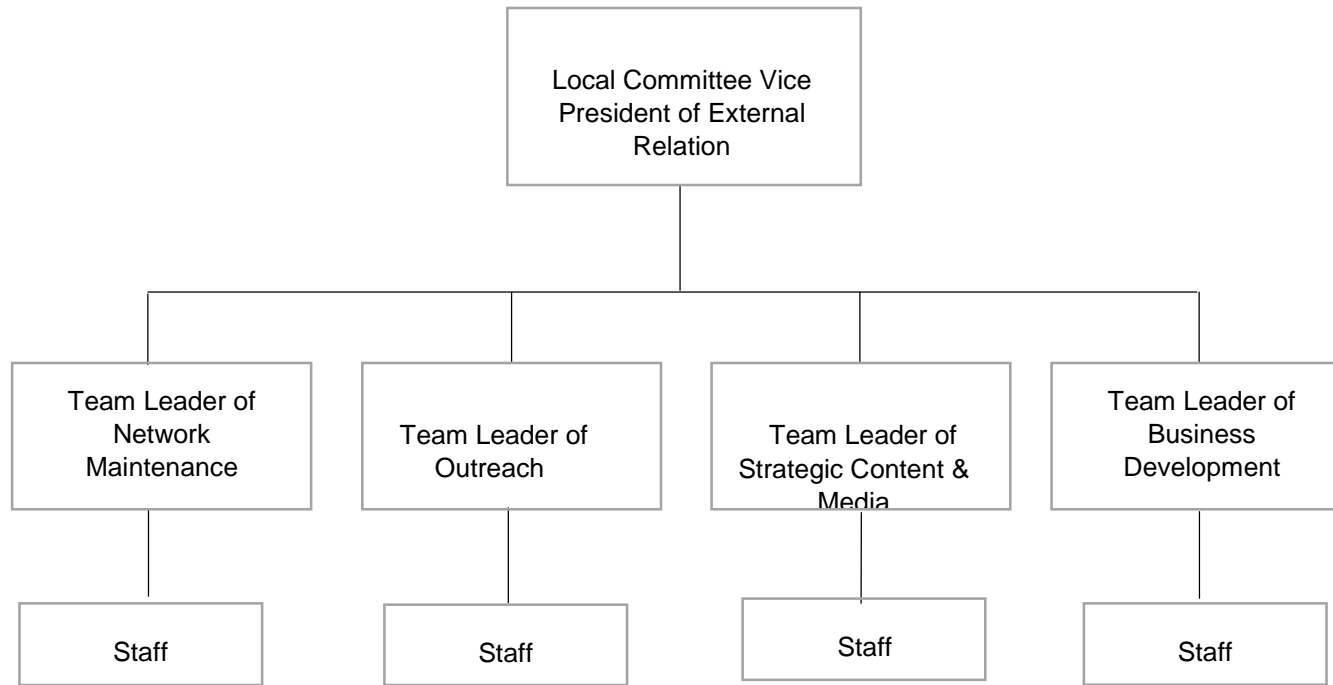 Local Committee Vice
President of External
Relation
Team Leader of
Network
Maintenance
Team Leader of
Outreach
Team Leader of
Strategic Content &
Media
Team Leader of
Business
Development
Staff
Staff
Staff
Staff